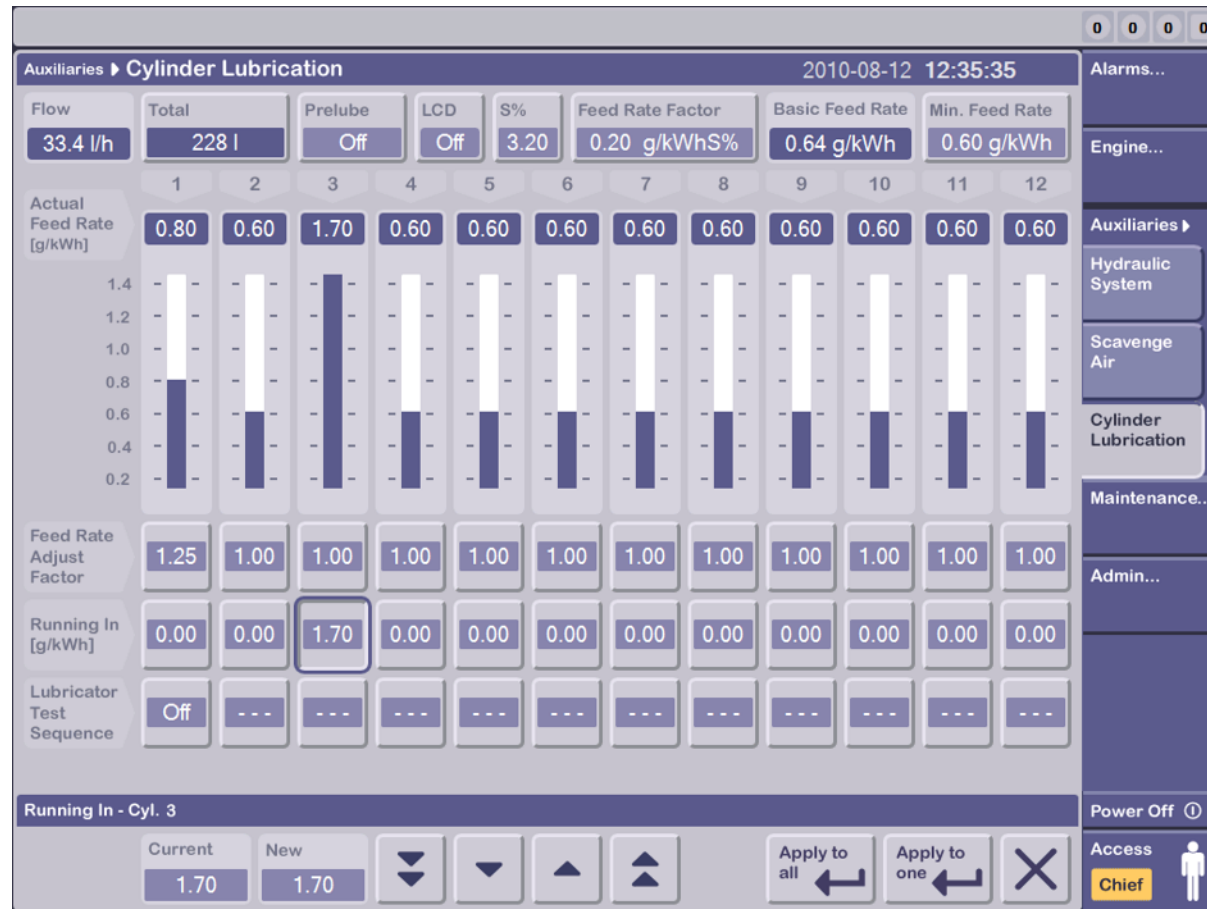 0 0 0 0
Auxiliaries Cylinder Lubrication 2010-08-12 12:35:35
Flow Total Prelube LCD S% Feed Rate Factor Basic Feed Rate Min. Feed Rate
33.4 l/h 228 l Off Off 3.20 0.20 g/kWhS% 0.64 g/kWh 0.60 g/kWh
1 2 3 4 5 6 7 8 9 10 11 12
Actual
Feed Rate
[g/kWh]
0.80 0.60 1.70 0.60 0.60 0.60 0.60 0.60 0.60 0.60 0.60 0.60
1.4
1.2
1.0
0.8
0.6
0.4
0.2
Feed Rate
Adjust
Factor
1.25 1.00 1.00 1.00 1.00 1.00 1.00 1.00 1.00 1.00 1.00 1.00
Running In
[g/kWh]
0.00 0.00 1.70 0.00 0.00 0.00 0.00 0.00 0.00 0.00 0.00 0.00
Lubricator
Test
Sequence
Off --- --- --- --- --- --- --- --- --- --- ---
Running In - Cyl. 3
Current New
1.70 1.70
Apply to
all
Apply to
one
Alarms...
Engine...
Auxiliaries
Hydraulic
System
Scavenge
Air
Cylinder
Lubrication
Maintenance..
Admin...
Power Off
Access
Chief